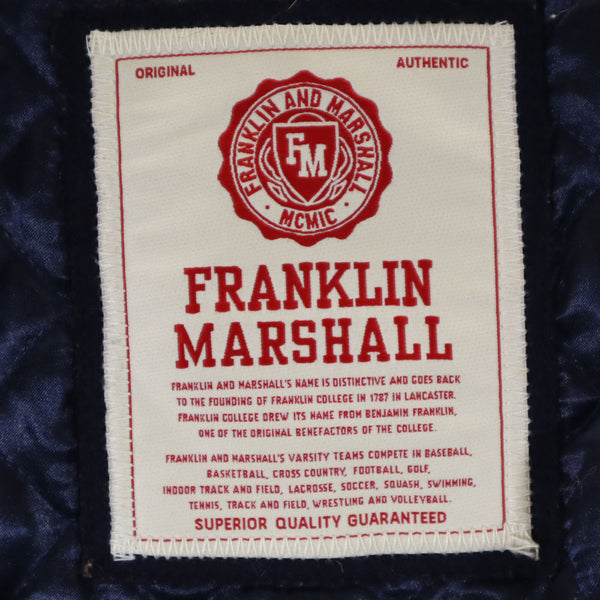 ORIGINAL
AUTHENTIC
FRANKLIN AND MARSHALL
FM
· MCMIC ·
FRANKLIN
MARSHALL
FRANKLIN AND MARSHALL'S NAME IS DISTINCTIVE AND GOES BACK
TO THE FOUNDING OF FRANKLIN COLLEGE IN 1787 IN LANCASTER.
FRANKLIN COLLEGE DREW ITS NAME FROM BENJAMIN FRANKLIN,
ONE OF THE ORIGINAL BENEFACTORS OF THE COLLEGE.
FRANKLIN AND MARSHALL'S VARSITY TEAMS COMPETE IN BASEBALL,
BASKETBALL, CROSS COUNTRY, FOOTBALL, GOLF,
INDOOR TRACK AND FIELD, LACROSSE, SOCCER, SQUASH, SWIMMING,
TENNIS, TRACK AND FIELD, WRESTLING AND VOLLEYBALL.
SUPERIOR QUALITY GUARANTEED